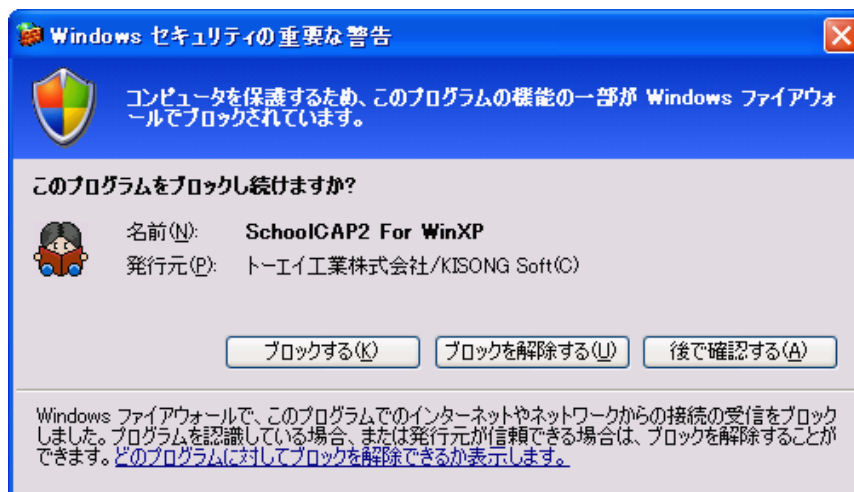 Windows セキュリティの重要な警告
コンピュータを保護するため、このプログラムの機能の一部が Windows ファイアウォ
ールでブロックされています。
このプログラムをブロックし続けますか?
名前(N): SchoolCAP2 For WinXP
発行元(P): トーエイ工業株式会社/KISONG Soft(C)
ブロックする(K) ブロックを解除する(U) 後で確認する(A)
Windows ファイアウォールで、このプログラムでのインターネットやネットワークからの接続の受信をブロック
しました。プログラムを認識している場合、または発行元が信頼できる場合は、ブロックを解除することが
できます。どのプログラムに対してブロックを解除できるか表示します。